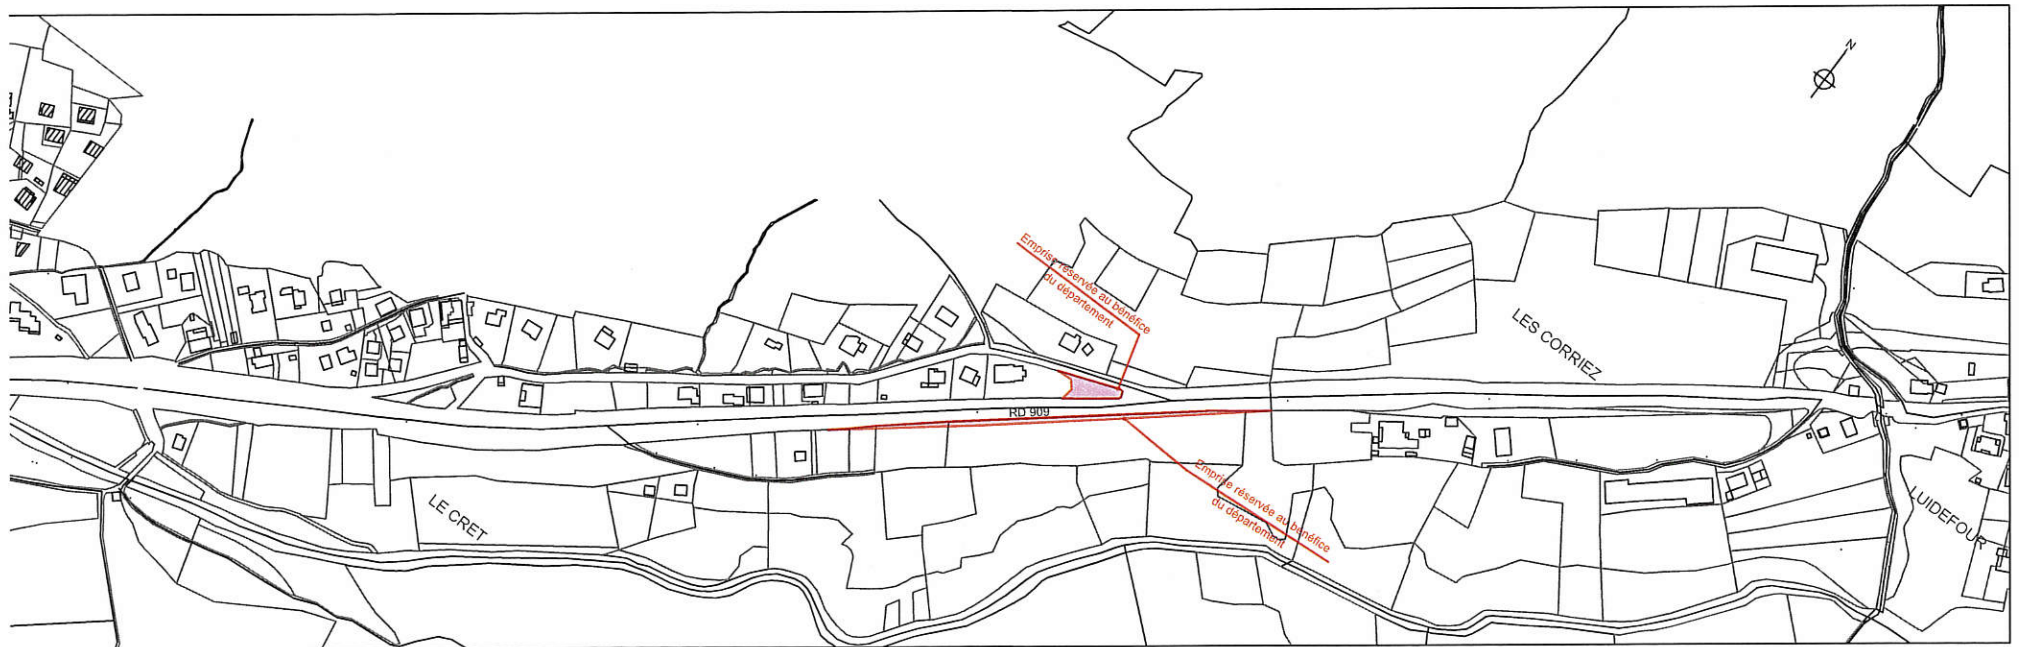 N
Emprise réservée au bénéfice
du département
LES CORRIEZ
RD 909
Emprise réservée au bénéfice
du département
LE CRET
LUIDEFOUR